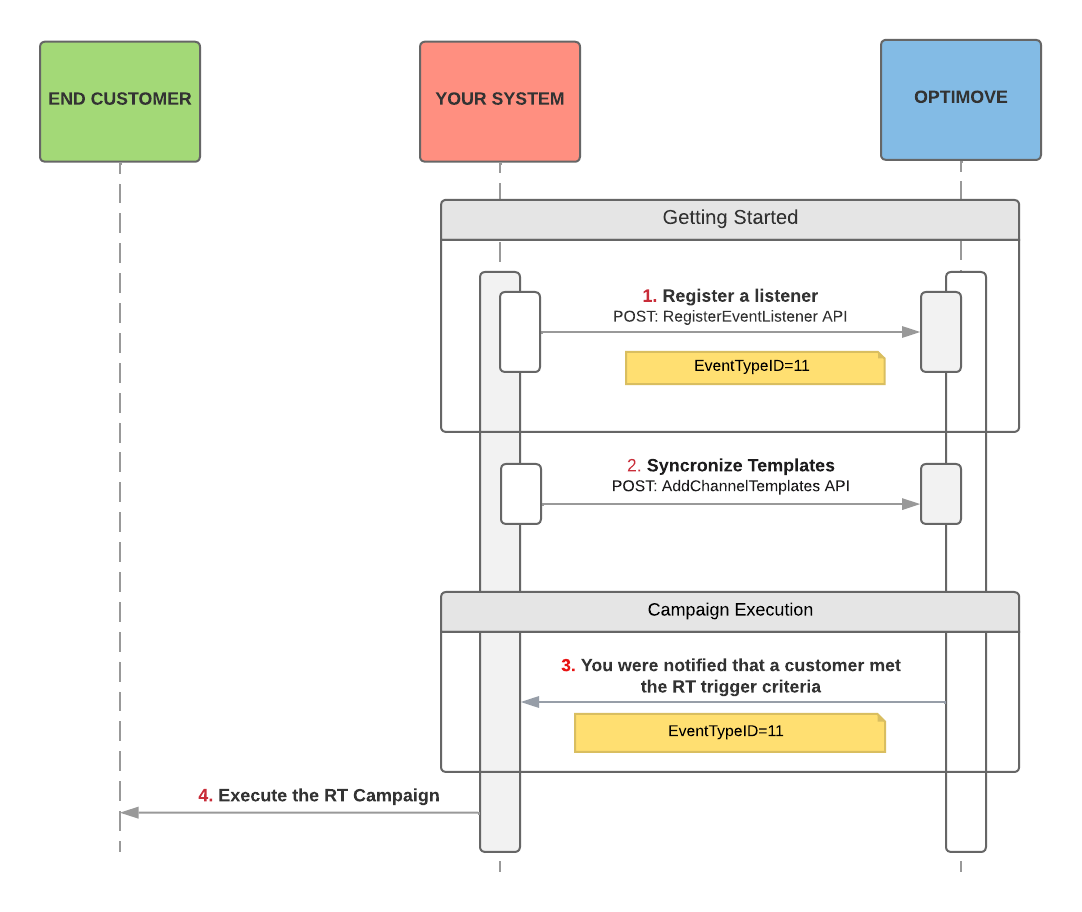 END CUSTOMER
YOUR SYSTEM
OPTIMOVE
Getting Started
1. Register a listener
POST: RegisterEventListener API
EventTypeID=11
2. Syncronize Templates
POST: AddChannelTemplates API
Campaign Execution
3. You were notified that a customer met
the RT trigger criteria
EventTypeID=11
4. Execute the RT Campaign